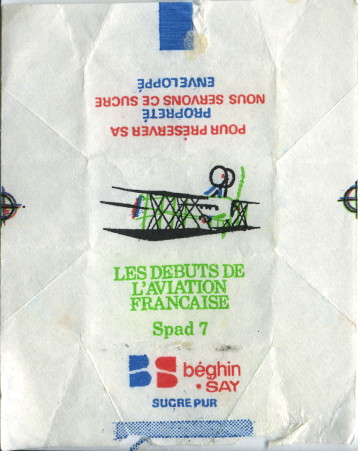 POUR PRÉSERVER SA
PROPRETÉ
NOUS SERVONS CE SUCRE
ENVELOPPÉ
LES DEBUTS DE
L'AVIATION
FRANCAISE
Spad 7
béghin
• SAY
SUCRE PUR